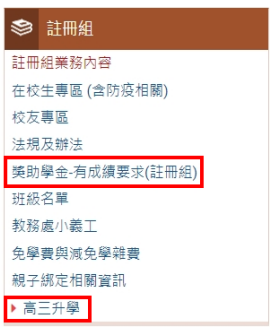 註冊組
註冊組業務內容
在校生專區 (含防疫相關)
校友專區
法規及辦法
獎助學金-有成績要求(註冊組)
班級名單
教務處小義工
免學費與減免學雜費
親子綁定相關資訊
高三升學